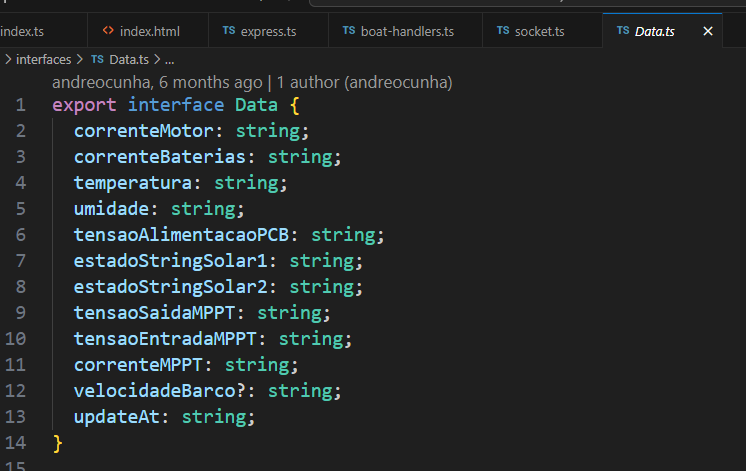 index.ts
<> index.html
TS express.ts
TS boat-handlers.ts
TS socket.ts
TS Data.ts ×
> interfaces > TS Data.ts > ...
andreocunha, 6 months ago | 1 author (andreocunha)
1 export interface Data {
2 correnteMotor: string;
3 correnteBaterias: string;
4 temperatura: string;
5 umidade: string;
6 tensaoAlimentacaoPCB: string;
7 estadoStringSolar1: string;
8 estadoStringSolar2: string;
9 tensaoSaidaMPPT: string;
10 tensaoEntradaMPPT: string;
11 correnteMPPT: string;
12 velocidadeBarco?: string;
13 updateAt: string;
14 }
15